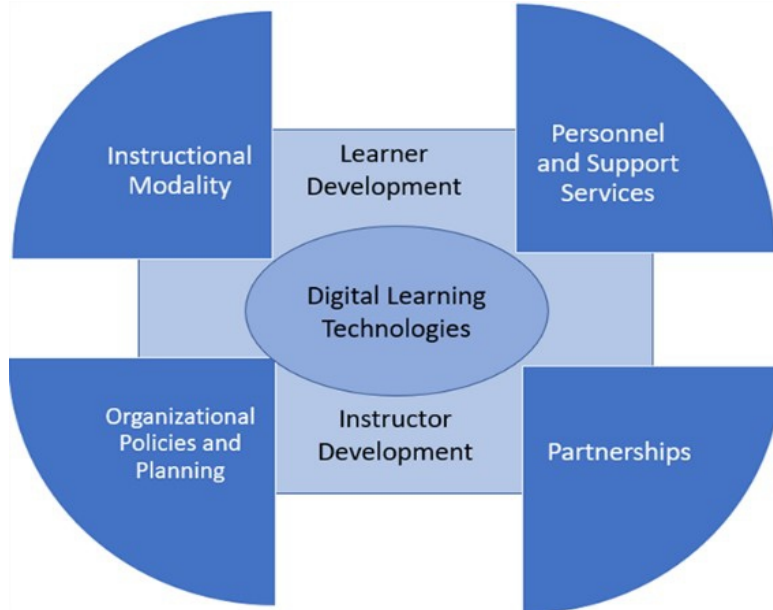 Instructional
Modality
Learner
Development
Personnel
and Support
Services
Digital Learning
Technologies
Organizational
Policies and
Planning
Instructor
Development
Partnerships